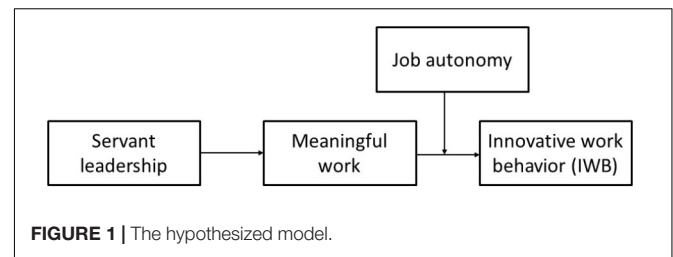 Job autonomy
Servant
leadership
Meaningful
work
Innovative work
behavior (IWB)
FIGURE 1 | The hypothesized model.